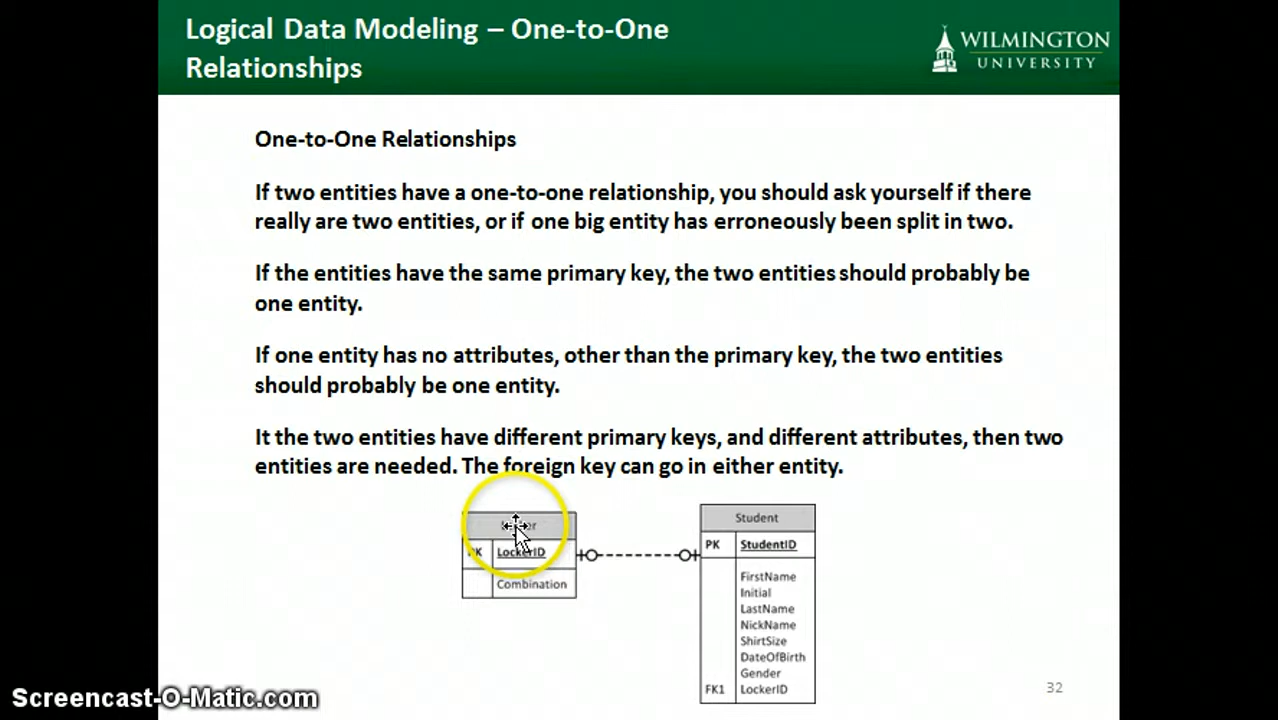 Logical Data Modeling – One-to-One
Relationships
WILMINGTON
UNIVERSITY
One-to-One Relationships
If two entities have a one-to-one relationship, you should ask yourself if there
really are two entities, or if one big entity has erroneously been split in two.
If the entities have the same primary key, the two entities should probably be
one entity.
If one entity has no attributes, other than the primary key, the two entities
should probably be one entity.
It the two entities have different primary keys, and different attributes, then two
entities are needed. The foreign key can go in either entity.
PK LockerID
Combination
Student
PK StudentID
FirstName
Initial
LastName
NickName
ShirtSize
DateOfBirth
Gender
FK1 LockerID
32
Screencast-O-Matic.com